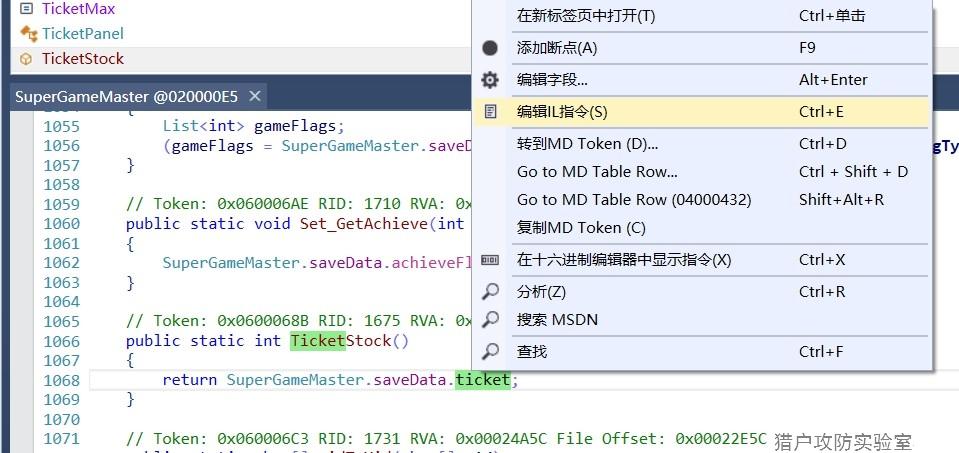 TicketMax
TicketPanel
TicketStock
SuperGameMaster @020000E5
1055 List<int> gameFlags;
1056 (gameFlags = SuperGameMaster.saveD
1057 }
1058
1059 // Token: 0x060006AE RID: 1710 RVA: 0x
1060 public static void Set_GetAchieve(int
1061 {
1062 SuperGameMaster.saveData.achieveFl
1063 }
1064
1065 // Token: 0x0600068B RID: 1675 RVA: 0x
1066 public static int TicketStock()
1067 {
1068 return SuperGameMaster.saveData.ticket;
1069 }
1070
1071 // Token: 0x060006C3 RID: 1731 RVA: 0x00024A5C File Offset: 0x00022E5C
在新标签页中打开(T) Ctrl+单击
添加断点(A) F9
编辑字段... Alt+Enter
编辑IL指令(S) Ctrl+E
转到MD Token (D)... Ctrl+D
Go to MD Table Row... Ctrl + Shift + D
Go to MD Table Row (04000432) Shift+Alt+R
复制MD Token (C)
在十六进制编辑器中显示指令(X) Ctrl+X
分析(Z) Ctrl+R
搜索 MSDN
查找 Ctrl+F
gTy
猎户攻防实验室